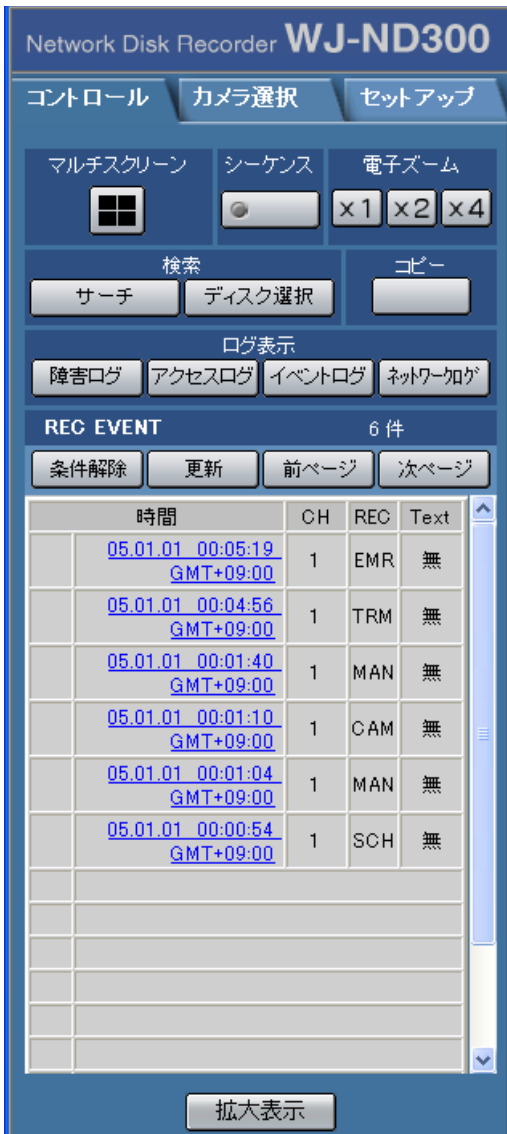 Network Disk Recorder WJ-ND300
コントロール カメラ選択 セットアップ
マルチスクリーン シーケンス 電子ズーム
x1 x2 x4
検索 コピー
サーチ ディスク選択
ログ表示
障害ログ アクセスログ イベントログ ネットワークログ
REC EVENT 6件
条件解除 更新 前ページ 次ページ
時間 CH REC Text
05.01.01 00:05:19
GMT+09:00 1 EMR 無
05.01.01 00:04:56
GMT+09:00 1 TRM 無
05.01.01 00:01:40
GMT+09:00 1 MAN 無
05.01.01 00:01:10
GMT+09:00 1 CAM 無
05.01.01 00:01:04
GMT+09:00 1 MAN 無
05.01.01 00:00:54
GMT+09:00 1 SCH 無
拡大表示